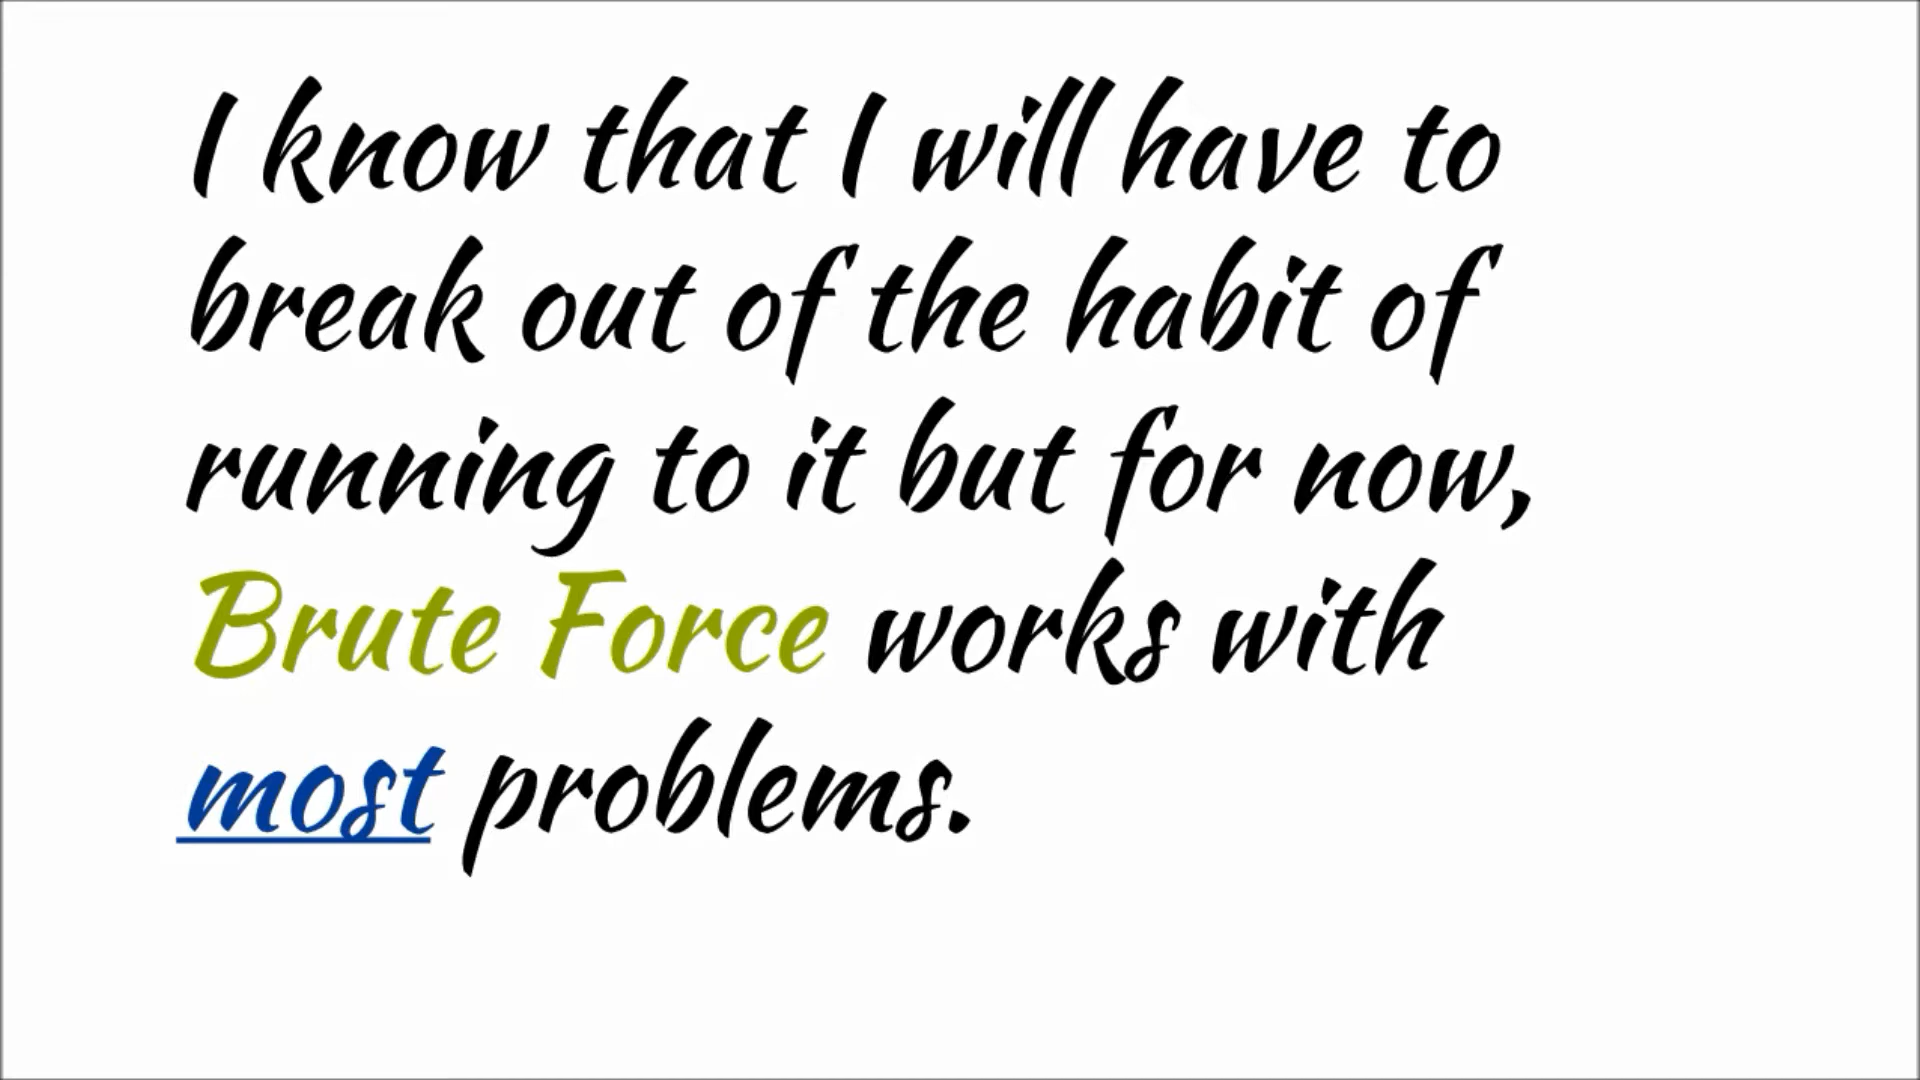 I know that I will have to
break out of the habit of
running to it but for now,
Brute Force works with
most problems.